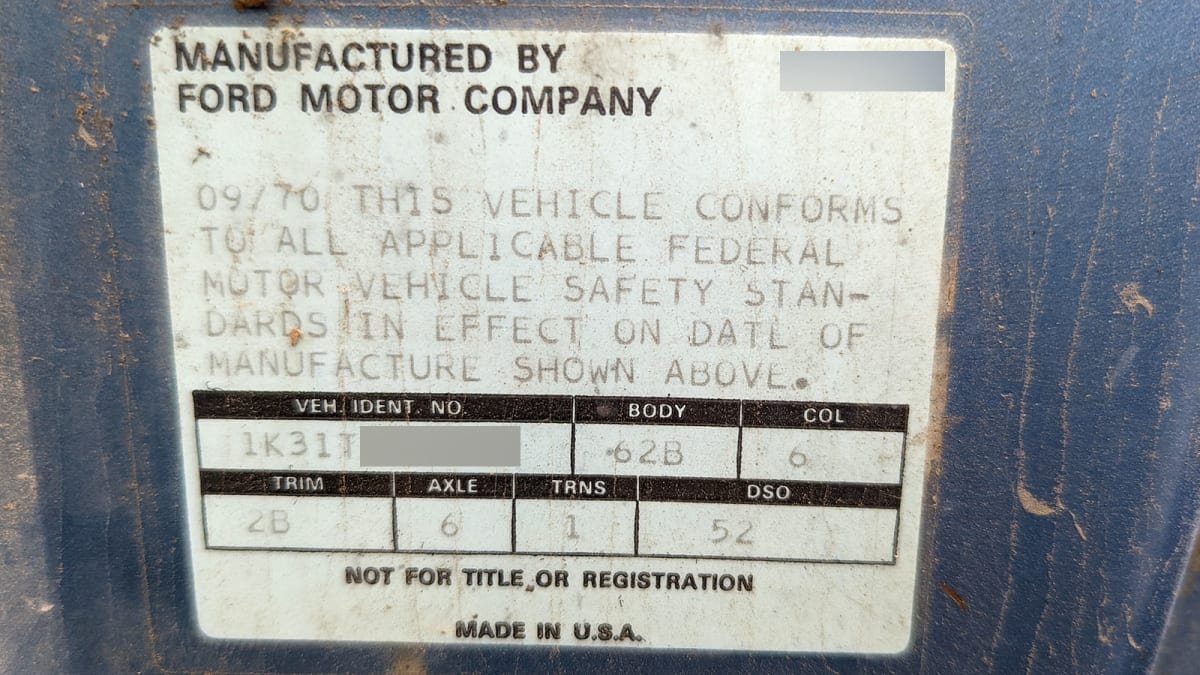 MANUFACTURED BY
FORD MOTOR COMPANY
09/70 THIS VEHICLE CONFORMS
TO ALL APPLICABLE FEDERAL
MOTOR VEHICLE SAFETY STAN-
DARDS IN EFFECT ON DATE OF
MANUFACTURE SHOWN ABOVE.
VEH IDENT. NO. BODY COL
1K31T 62B 6
TRIM AXLE TRNS DSO
2B 6 1 52
NOT FOR TITLE OR REGISTRATION
MADE IN U.S.A.